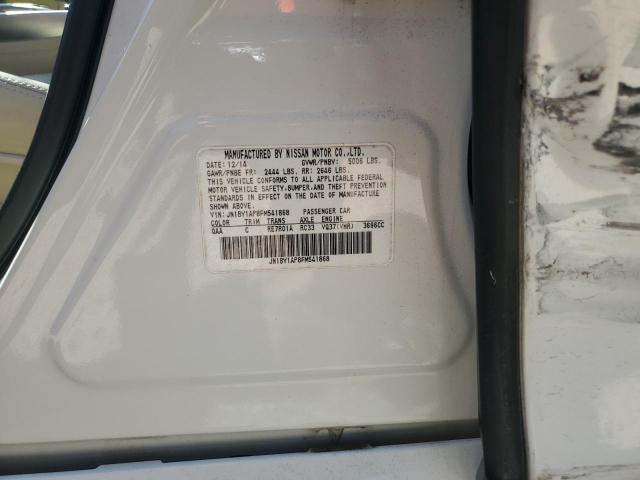 MANUFACTURED BY NISSAN MOTOR CO.,LTD.
DATE: 12/14 GVWR/PNBV: 5006 LBS.
GAWR/PNBE FR: 2444 LBS. RR: 2646 LBS.
THIS VEHICLE CONFORMS TO ALL APPLICABLE FEDERAL
MOTOR VEHICLE SAFETY,BUMPER,AND THEFT PREVENTION
STANDARDS IN EFFECT ON THE DATE OF MANUFACTURE
SHOWN ABOVE.
VIN: JN1BY1AP8FM541868 PASSENGER CAR
COLOR TRIM TRANS AXLE ENGINE
QAA C RE7R01A RC33 VQ37(VHR) 3696CC
JN1BY1AP8FM541868